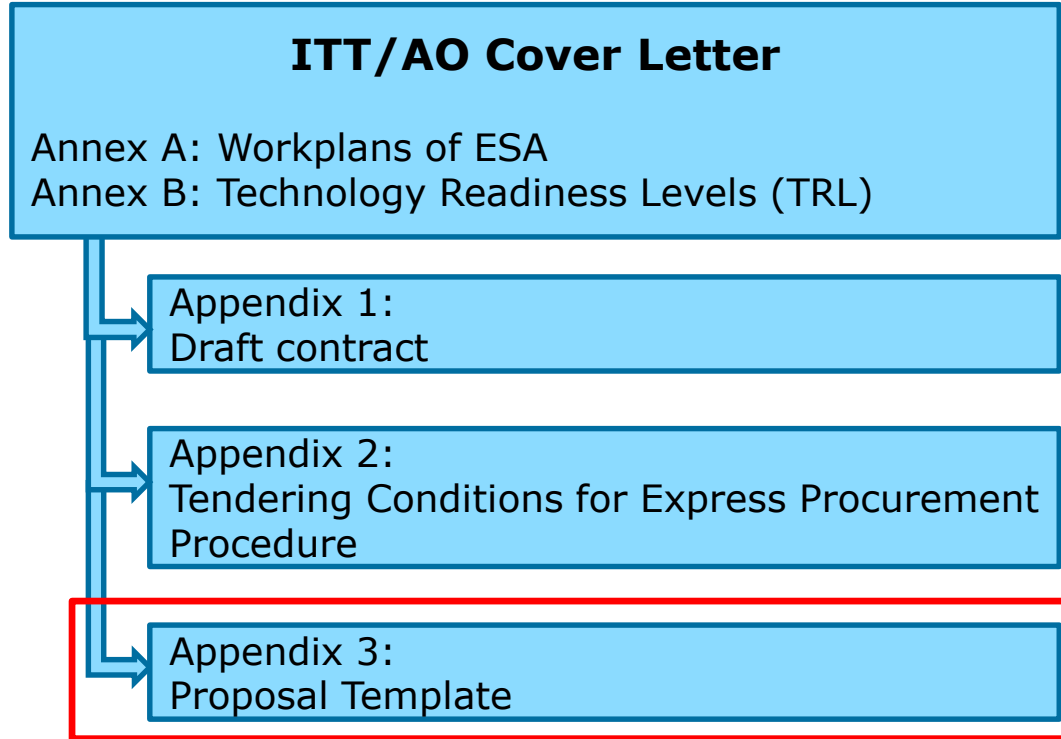 ITT/AO Cover Letter
Annex A: Workplans of ESA
Annex B: Technology Readiness Levels (TRL)
Appendix 1:
Draft contract
Appendix 2:
Tendering Conditions for Express Procurement
Procedure
Appendix 3:
Proposal Template